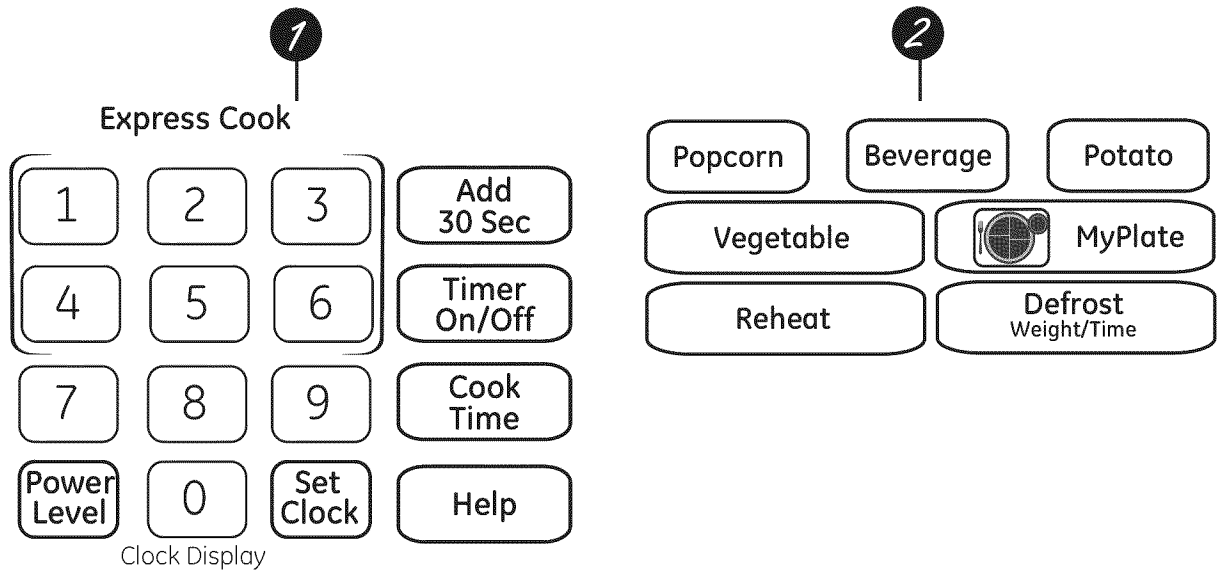 1
2
Express Cook
1 2 3
Add
30 Sec
4 5 6
Timer
On/Off
7 8 9
Cook
Time
Power
Level
0
Set
Clock
Help
Clock Display
Popcorn
Beverage
Potato
Vegetable
MyPlate
Reheat
Defrost
Weight/Time